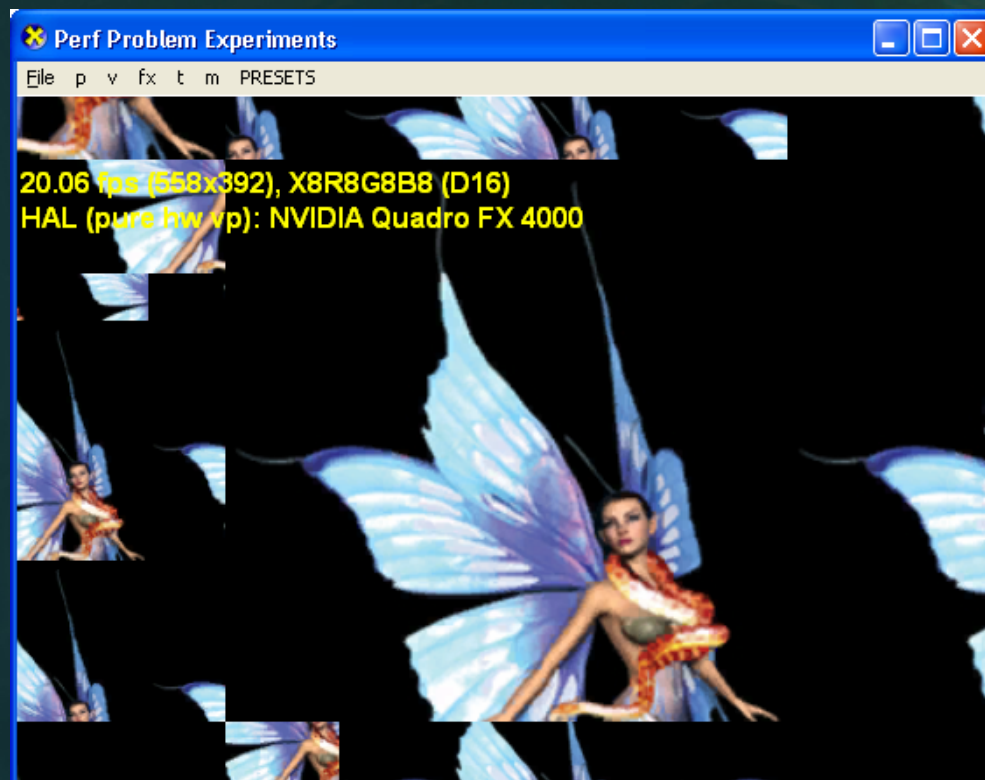 Perf Problem Experiments
File p v fx t m PRESETS
20.06 fps (558x392), X8R8G8B8 (D16)
HAL (pure hw vp): NVIDIA Quadro FX 4000